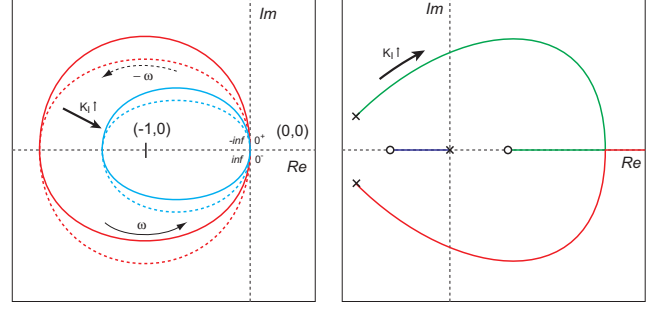 Im
− ω
K_I ↑
(-1,0)
(0,0)
-inf 0⁺
inf 0⁻
Re
ω
Im
K_I ↑
Re